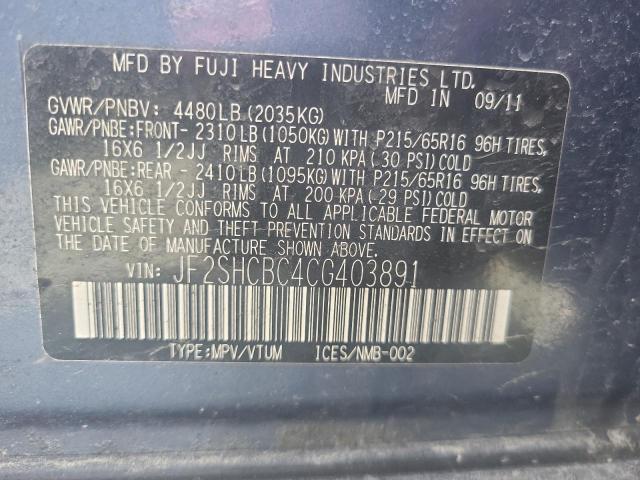 MFD BY FUJI HEAVY INDUSTRIES LTD.
MFD IN 09/11
GVWR/PNBV: 4480LB(2035KG)
GAWR/PNBE:FRONT- 2310LB(1050KG)WITH P215/65R16 96H TIRES,
16X6 1/2JJ RIMS AT 210 KPA( 30 PSI)COLD
GAWR/PNBE:REAR - 2410LB(1095KG)WITH P215/65R16 96H TIRES,
16X6 1/2JJ RIMS AT 200 KPA( 29 PSI)COLD
THIS VEHICLE CONFORMS TO ALL APPLICABLE FEDERAL MOTOR
VEHICLE SAFETY AND THEFT PREVENTION STANDARDS IN EFFECT ON
THE DATE OF MANUFACTURE SHOWN ABOVE.
VIN: JF2SHCBC4CG403891
TYPE:MPV/VTUM ICES/NMB-002